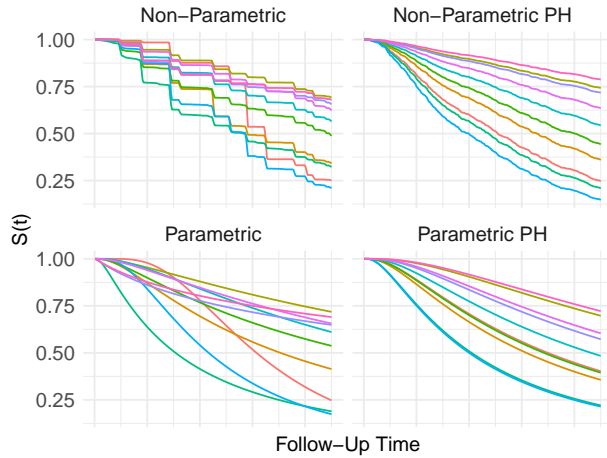 Non−Parametric
Non−Parametric PH
1.00
0.75
0.50
0.25
S(t)
Parametric
Parametric PH
1.00
0.75
0.50
0.25
Follow−Up Time